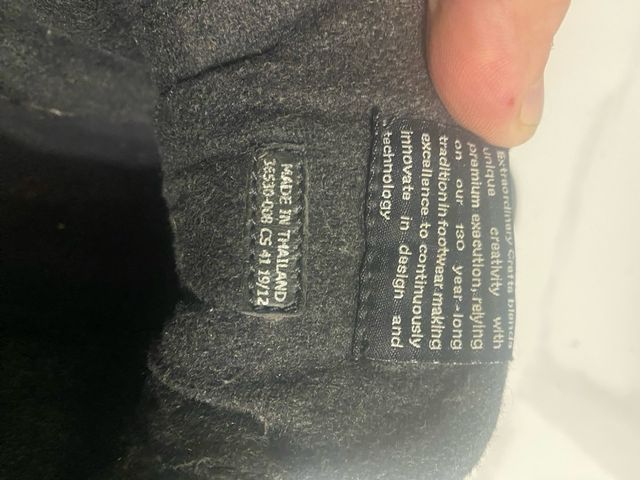 extraordinary Crafts blends
unique creativity with
premium execution, relying
on our 130 year-long
tradition in footwear making
excellence to continuously
innovate in design and
technology
MADE IN THAILAND
36530-008 CS 41 19/12